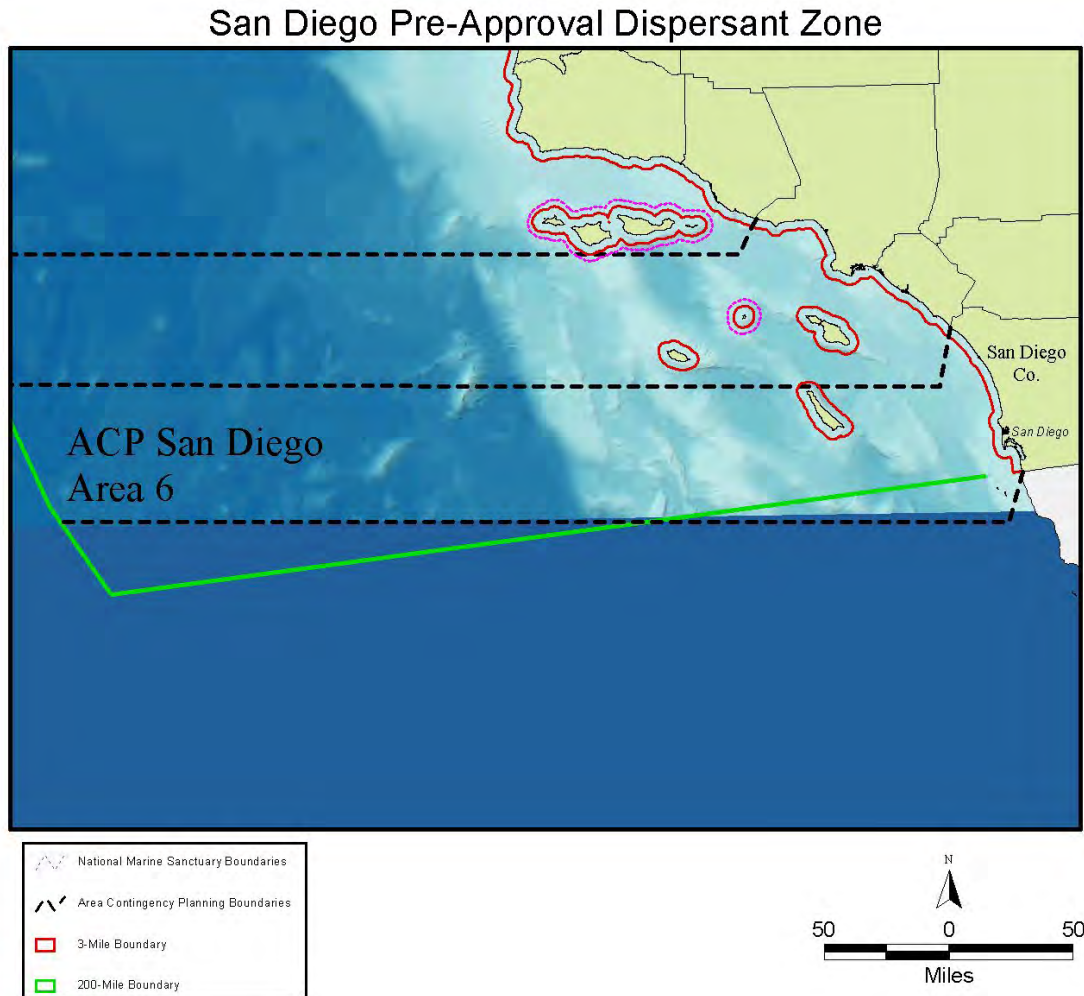 San Diego Pre-Approval Dispersant Zone
San Diego
Co.
San Diego
ACP San Diego
Area 6
National Marine Sanctuary Boundaries
Area Contingency Planning Boundaries
3-Mile Boundary
200-Mile Boundary
N
50 0 50
Miles